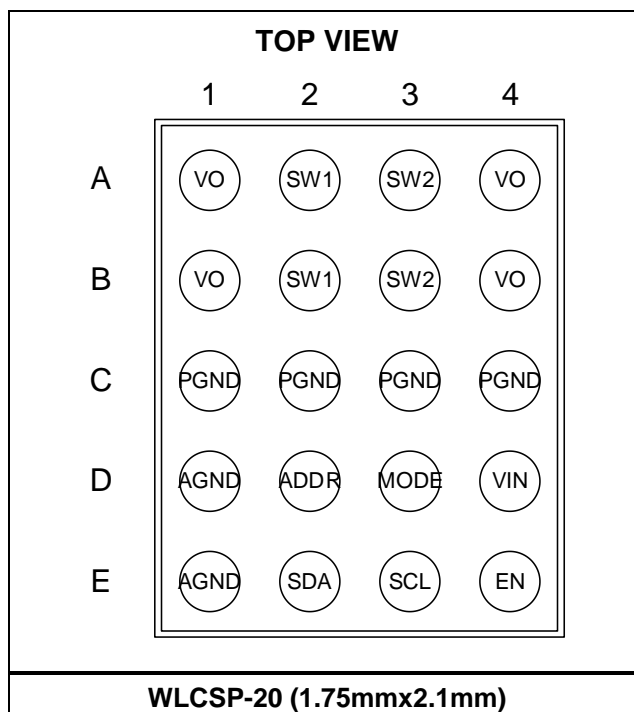 TOP VIEW
1 2 3 4
A VO SW1 SW2 VO
B VO SW1 SW2 VO
C PGND PGND PGND PGND
D AGND ADDR MODE VIN
E AGND SDA SCL EN
WLCSP-20 (1.75mmx2.1mm)